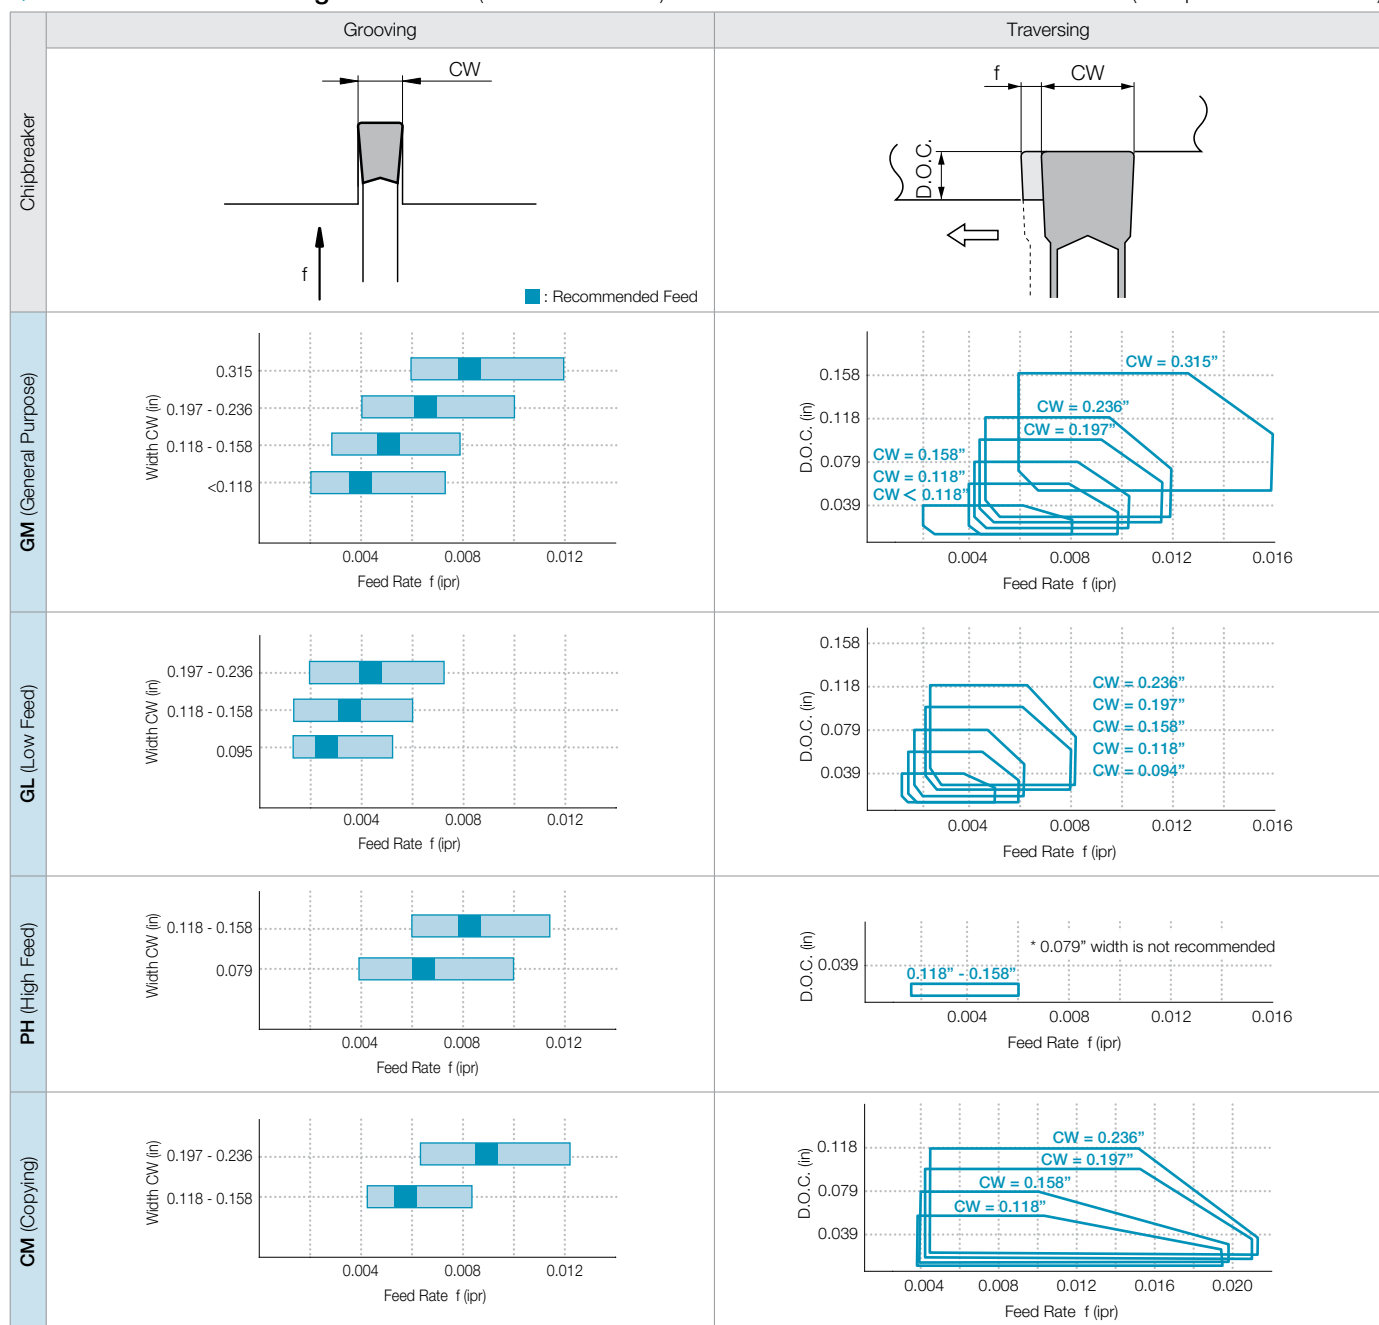 Grooving
Traversing
Chipbreaker
CW
f
: Recommended Feed
f
CW
D.O.C.
GM (General Purpose)
Width CW (in)
0.315
0.197 - 0.236
0.118 - 0.158
<0.118
0.004
0.008
0.012
Feed Rate f (ipr)
D.O.C. (in)
0.158
0.118
0.079
0.039
CW = 0.315”
CW = 0.236”
CW = 0.197”
CW = 0.158”
CW = 0.118”
CW < 0.118”
0.004
0.008
0.012
0.016
Feed Rate f (ipr)
GL (Low Feed)
Width CW (in)
0.197 - 0.236
0.118 - 0.158
0.095
0.004
0.008
0.012
Feed Rate f (ipr)
D.O.C. (in)
0.158
0.118
0.079
0.039
CW = 0.236”
CW = 0.197”
CW = 0.158”
CW = 0.118”
CW = 0.094”
0.004
0.008
0.012
0.016
Feed Rate f (ipr)
PH (High Feed)
Width CW (in)
0.118 - 0.158
0.079
0.004
0.008
0.012
Feed Rate f (ipr)
D.O.C. (in)
0.039
* 0.079” width is not recommended
0.118” - 0.158”
0.004
0.008
0.012
0.016
Feed Rate f (ipr)
CM (Copying)
Width CW (in)
0.197 - 0.236
0.118 - 0.158
0.004
0.008
0.012
Feed Rate f (ipr)
D.O.C. (in)
0.118
0.079
0.039
CW = 0.236”
CW = 0.197”
CW = 0.158”
CW = 0.118”
0.004
0.008
0.012
0.016
0.020
Feed Rate f (ipr)